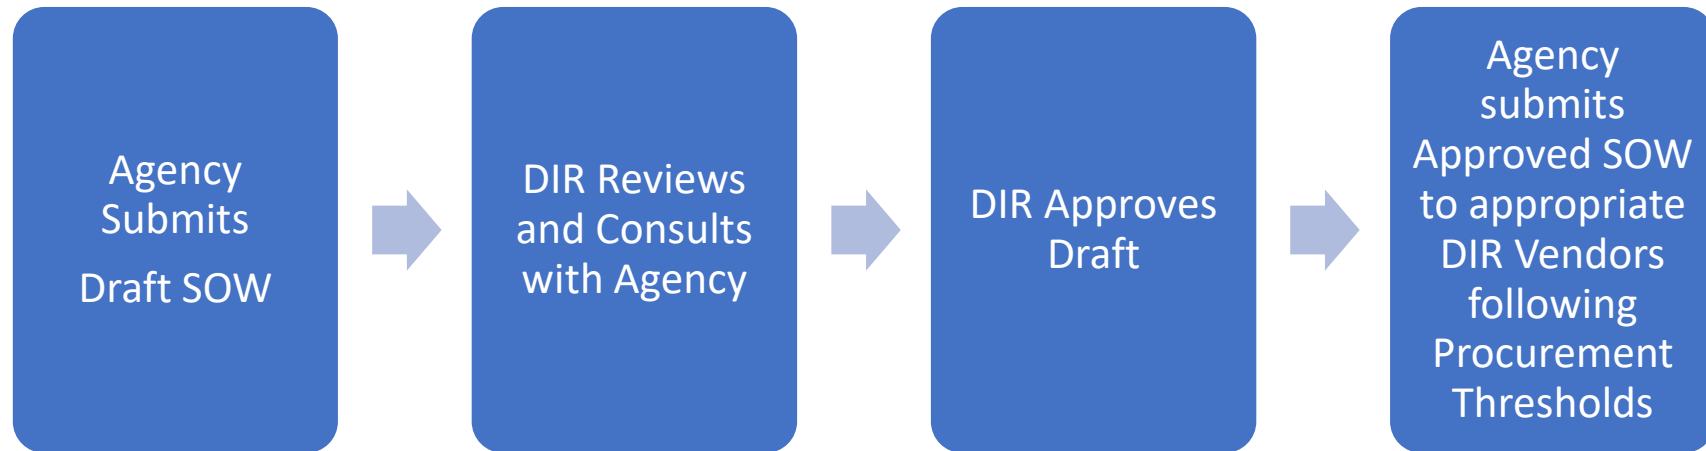 Agency
Submits
Draft SOW
DIR Reviews
and Consults
with Agency
DIR Approves
Draft
Agency
submits
Approved SOW
to appropriate
DIR Vendors
following
Procurement
Thresholds